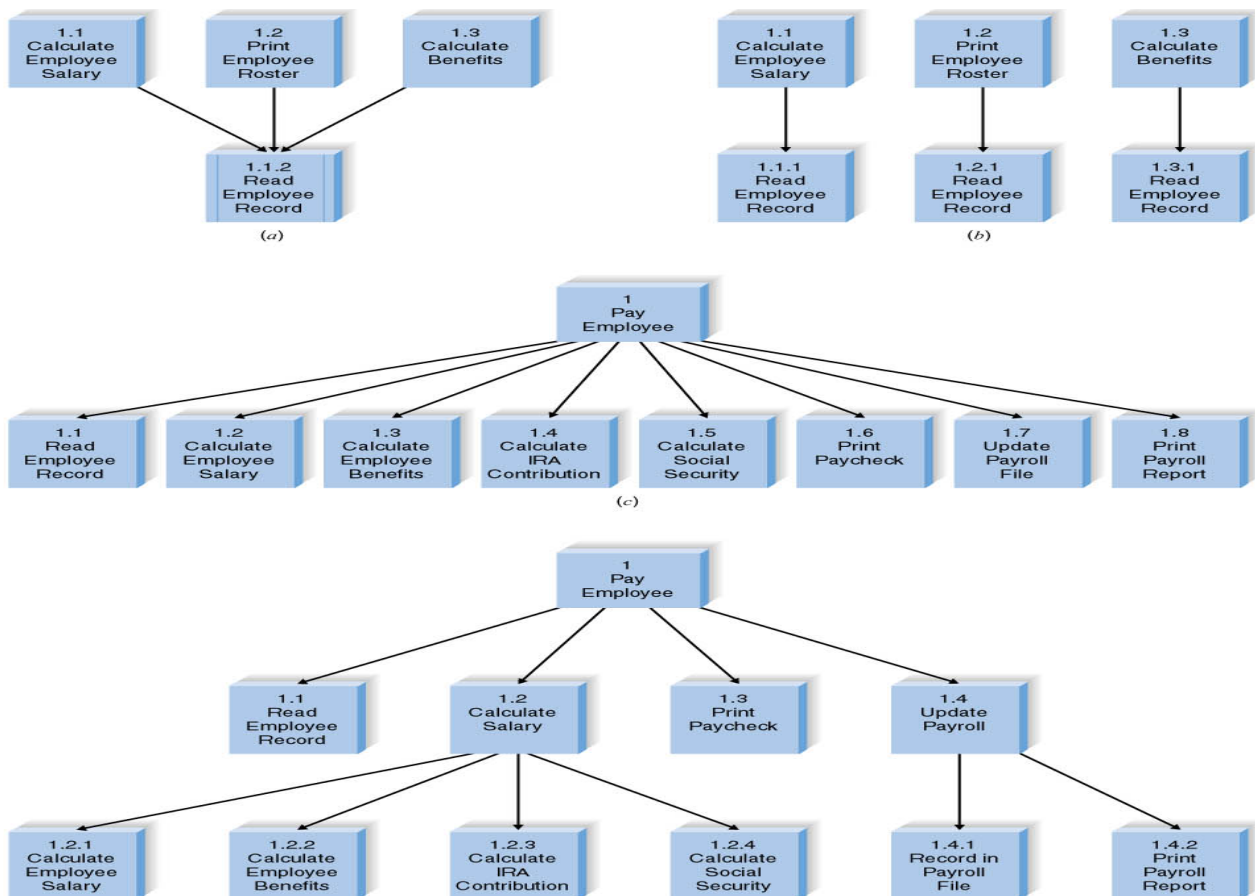 1.1
Calculate
Employee
Salary
1.2
Print
Employee
Roster
1.3
Calculate
Benefits
1.1.2
Read
Employee
Record
(a)
1.1
Calculate
Employee
Salary
1.2
Print
Employee
Roster
1.3
Calculate
Benefits
1.1.1
Read
Employee
Record
1.2.1
Read
Employee
Record
1.3.1
Read
Employee
Record
(b)
1
Pay
Employee
1.1
Read
Employee
Record
1.2
Calculate
Employee
Salary
1.3
Calculate
Employee
Benefits
1.4
Calculate
IRA
Contribution
1.5
Calculate
Social
Security
1.6
Print
Paycheck
1.7
Update
Payroll
File
1.8
Print
Payroll
Report
(c)
1
Pay
Employee
1.1
Read
Employee
Record
1.2
Calculate
Salary
1.3
Print
Paycheck
1.4
Update
Payroll
1.2.1
Calculate
Employee
Salary
1.2.2
Calculate
Employee
Benefits
1.2.3
Calculate
IRA
Contribution
1.2.4
Calculate
Social
Security
1.4.1
Record in
Payroll
File
1.4.2
Print
Payroll
Report